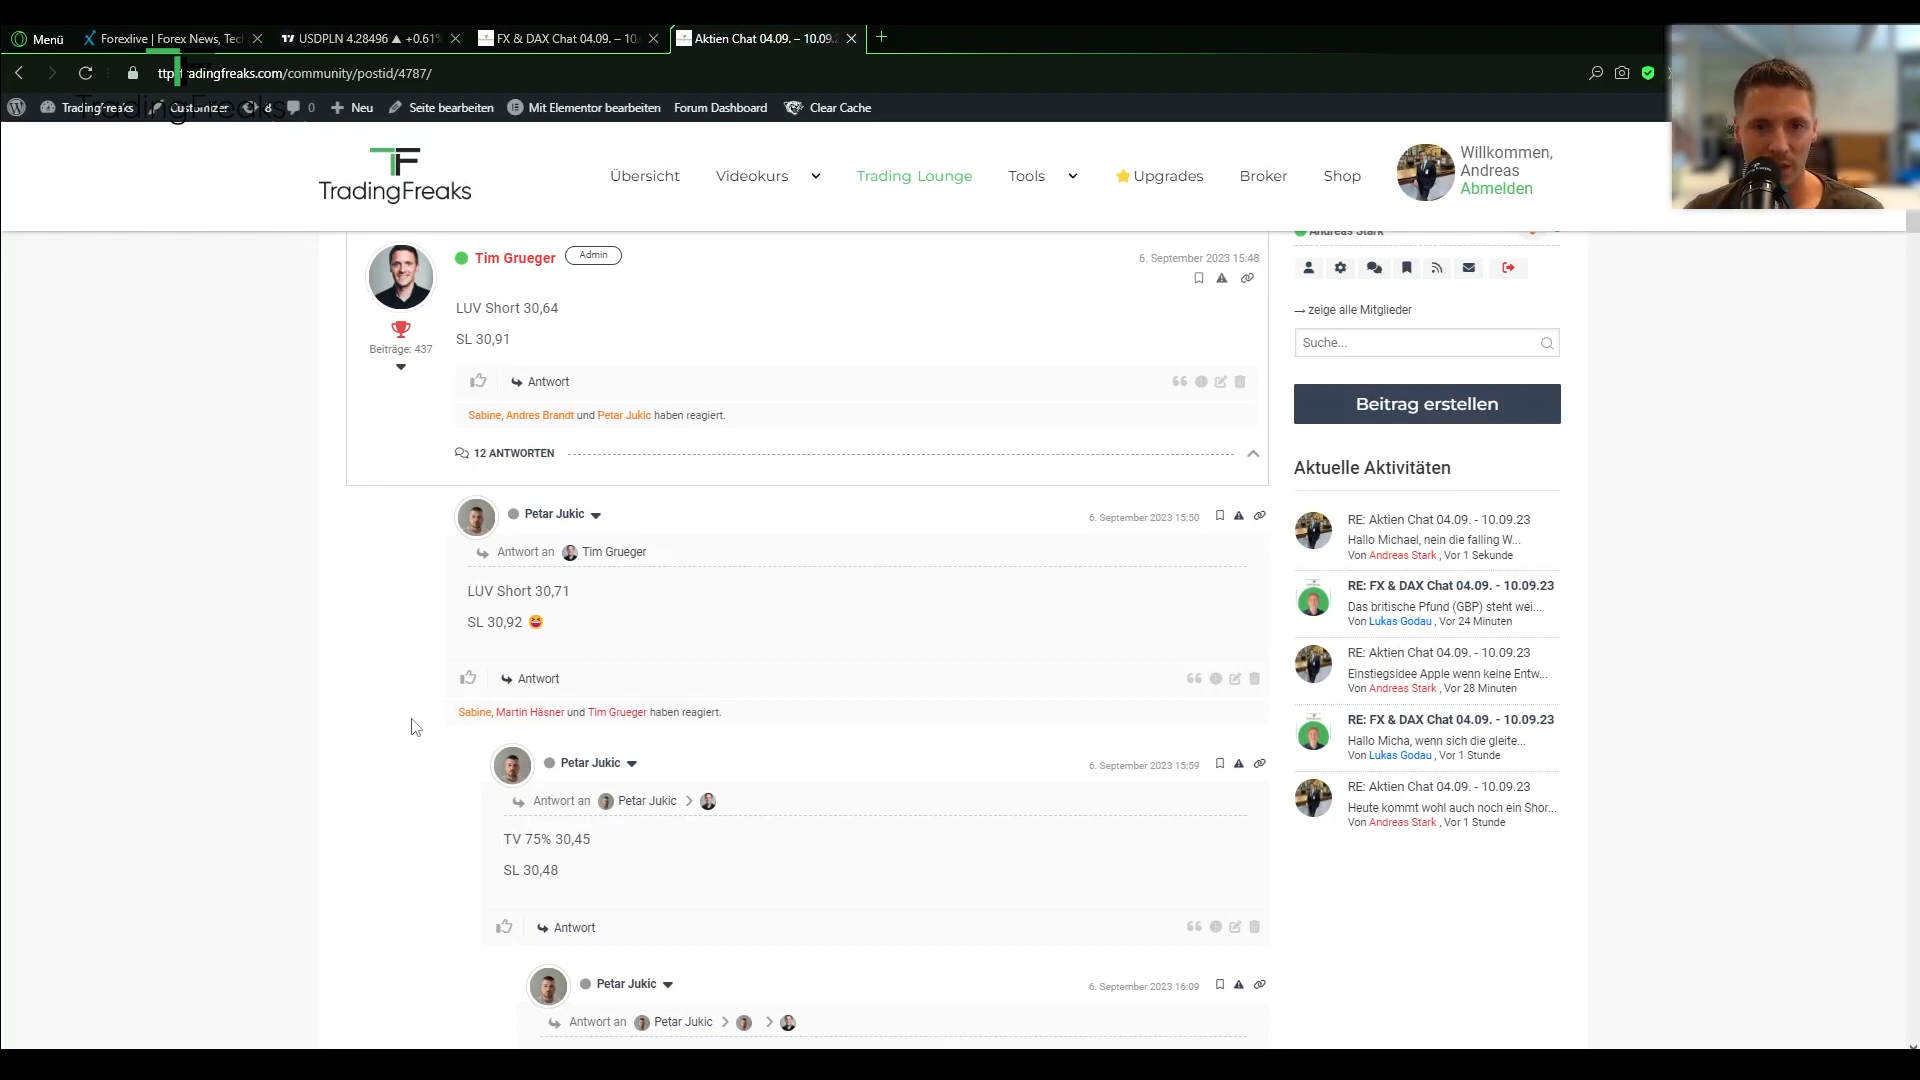 Menü
Forexlive | Forex News, Tec
USDPLN 4.28496 ▲ +0.61%
FX & DAX Chat 04.09. – 10.
Aktien Chat 04.09. – 10.09.
tradingfreaks.com/community/postid/4787/
TradingFreaks
Customizer
8
0
Neu
Seite bearbeiten
Mit Elementor bearbeiten
Forum Dashboard
Clear Cache
TradingFreaks
TradingFreaks
Übersicht
Videokurs
Trading Lounge
Tools
Upgrades
Broker
Shop
Willkommen,
Andreas
Abmelden
Tim Grueger
Admin
6. September 2023 15:48
LUV Short 30,64
SL 30,91
Beiträge: 437
Antwort
Sabine, Andres Brandt und Petar Jukic haben reagiert.
12 ANTWORTEN
Petar Jukic
6. September 2023 15:50
Antwort an Tim Grueger
LUV Short 30,71
SL 30,92 😆
Antwort
Sabine, Martin Häsner und Tim Grueger haben reagiert.
Petar Jukic
6. September 2023 15:59
Antwort an Petar Jukic
TV 75% 30,45
SL 30,48
Antwort
Petar Jukic
6. September 2023 16:09
Antwort an Petar Jukic
Andreas Stark
zeige alle Mitglieder
Suche...
Beitrag erstellen
Aktuelle Aktivitäten
RE: Aktien Chat 04.09. - 10.09.23
Hallo Michael, nein die falling W...
Von Andreas Stark , Vor 1 Sekunde
RE: FX & DAX Chat 04.09. - 10.09.23
Das britische Pfund (GBP) steht wei...
Von Lukas Godau , Vor 24 Minuten
RE: Aktien Chat 04.09. - 10.09.23
Einstiegsidee Apple wenn keine Entw...
Von Andreas Stark , Vor 28 Minuten
RE: FX & DAX Chat 04.09. - 10.09.23
Hallo Micha, wenn sich die gleite...
Von Lukas Godau , Vor 1 Stunde
RE: Aktien Chat 04.09. - 10.09.23
Heute kommt wohl auch noch ein Shor...
Von Andreas Stark , Vor 1 Stunde